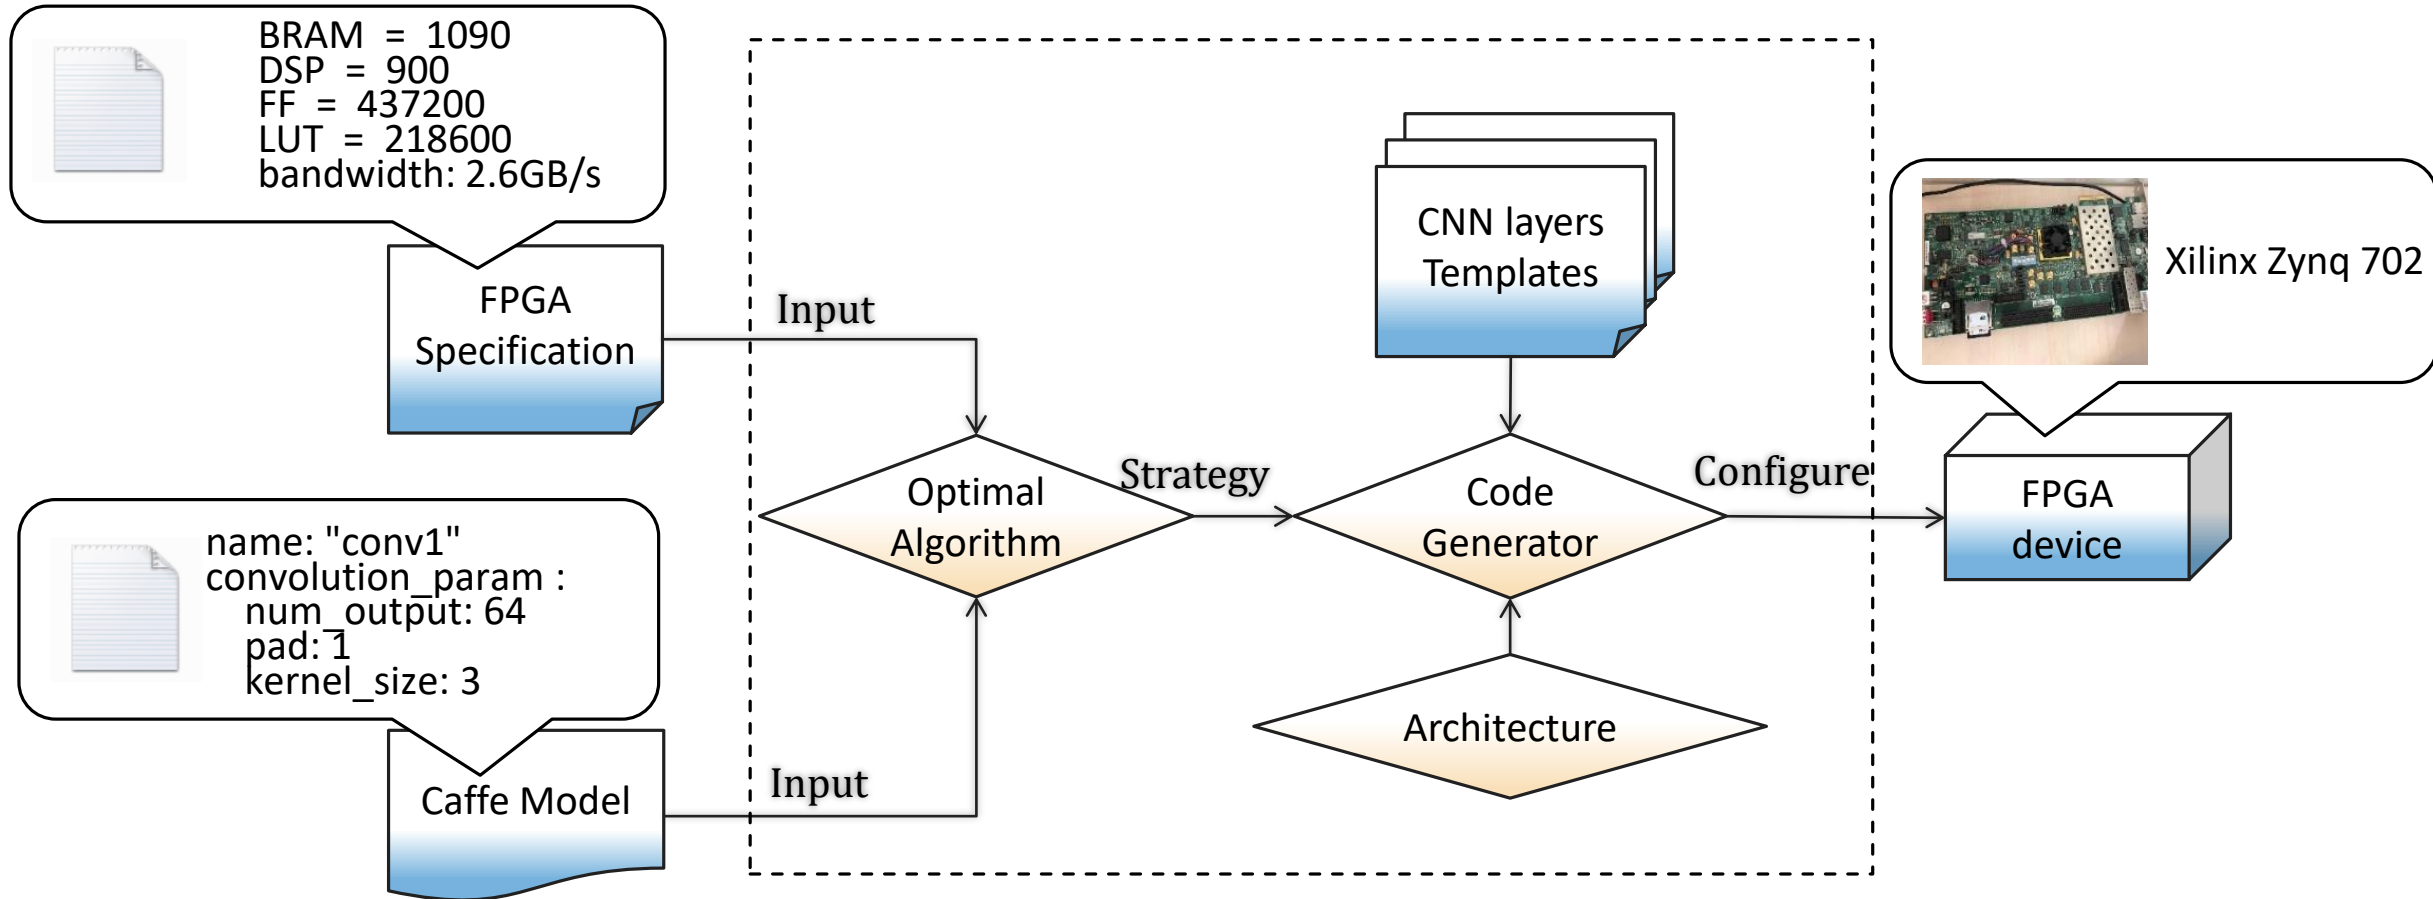 BRAM = 1090
DSP = 900
FF = 437200
LUT = 218600
bandwidth: 2.6GB/s
FPGA
Specification
Input
name: "conv1"
convolution_param :
num_output: 64
pad: 1
kernel_size: 3
Caffe Model
Input
Optimal
Algorithm
Strategy
CNN layers
Templates
Code
Generator
Architecture
Configure
Xilinx Zynq 702
FPGA
device